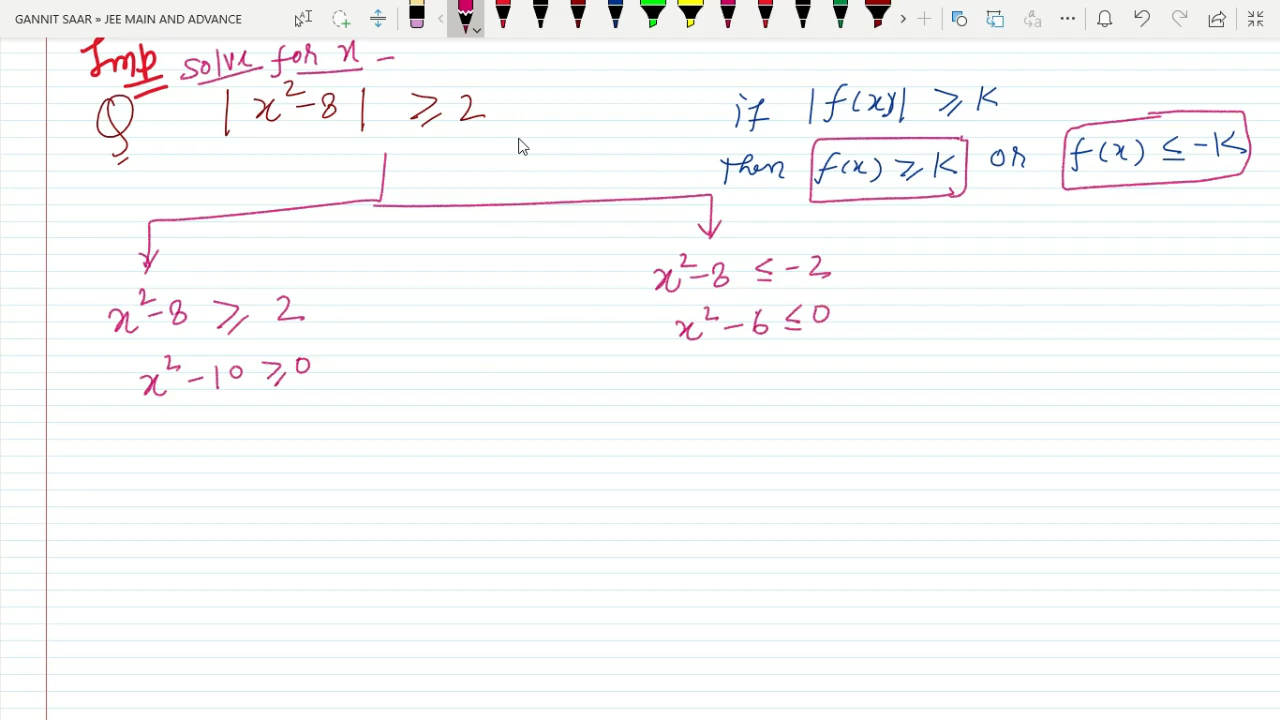 GANNIT SAAR » JEE MAIN AND ADVANCE
Imp solve for x -
Q |x²-8| ≥ 2
if |f(x)| ≥ K
then f(x) ≥ K or f(x) ≤ -K
x²-8 ≥ 2
x²-10 ≥ 0
x²-8 ≤ -2
x²-6 ≤ 0